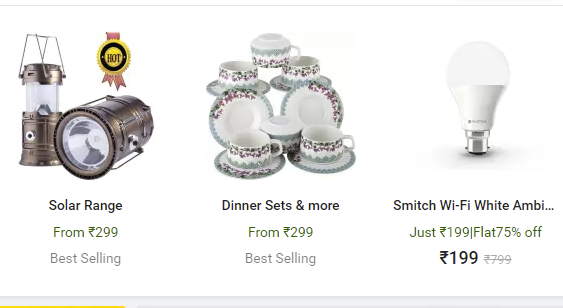 HOT
Solar Range
From ₹299
Best Selling
Dinner Sets & more
From ₹299
Best Selling
Smitch Wi-Fi White Ambi...
Just ₹199|Flat75% off
₹199 ₹799